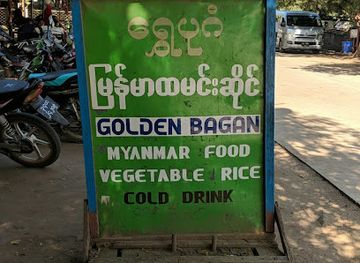 ရွှေပုဂံ
မြန်မာထမင်းဆိုင်
GOLDEN BAGAN
MYANMAR FOOD
VEGETABLE RICE
COLD DRINK